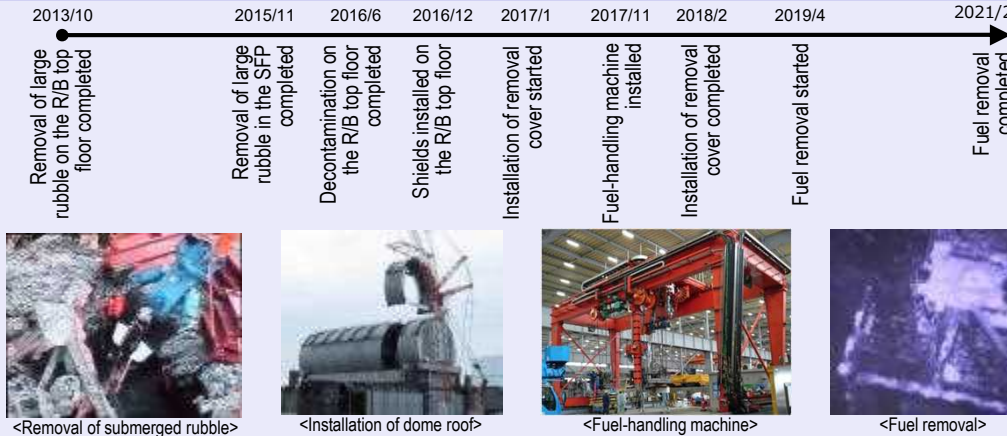 2013/10
2015/11
2016/6
2016/12
2017/1
2017/11
2018/2
2019/4
2021/2
Removal of large
rubble on the R/B top
floor completed
Removal of large
rubble in the SFP
completed
Decontamination on
the R/B top floor
completed
Shields installed on
the R/B top floor
Installation of removal
cover started
Fuel-handling machine
installed
Installation of removal
cover completed
Fuel removal started
Fuel removal
completed
<Removal of submerged rubble>
<Installation of dome roof>
<Fuel-handling machine>
<Fuel removal>